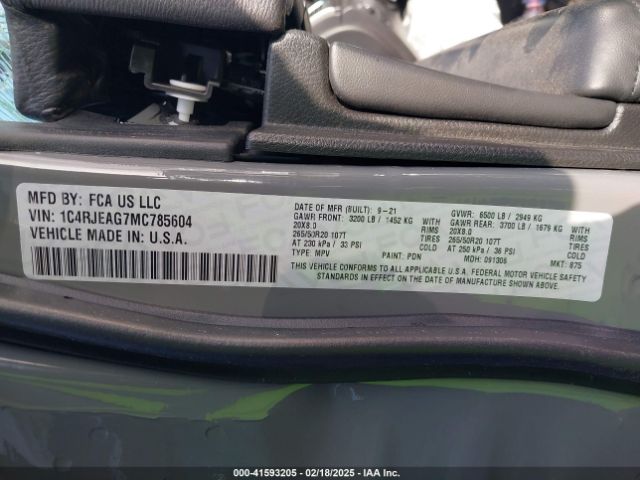 MFD BY: FCA US LLC
VIN: 1C4RJEAG7MC785604
VEHICLE MADE IN: U.S.A.
DATE OF MFR (BUILT): 9-21
GAWR FRONT: 3200 LB / 1452 KG WITH
20X8.0 RIMS
265/50R20 107T TIRES
AT 230 kPa / 33 PSI COLD
TYPE: MPV PAINT: PDN
GVWR: 6500 LB / 2949 KG
GAWR REAR: 3700 LB / 1679 KG WITH
20X8.0 RIMS
265/50R20 107T TIRES
AT 250 kPa / 36 PSI COLD
MDH: 091306 MKT: 875
THIS VEHICLE CONFORMS TO ALL APPLICABLE U.S.A. FEDERAL MOTOR VEHICLE SAFETY
STANDARDS IN EFFECT ON THE DATE OF MANUFACTURE SHOWN ABOVE.
000-41593205 - 02/18/2025 - IAA Inc.